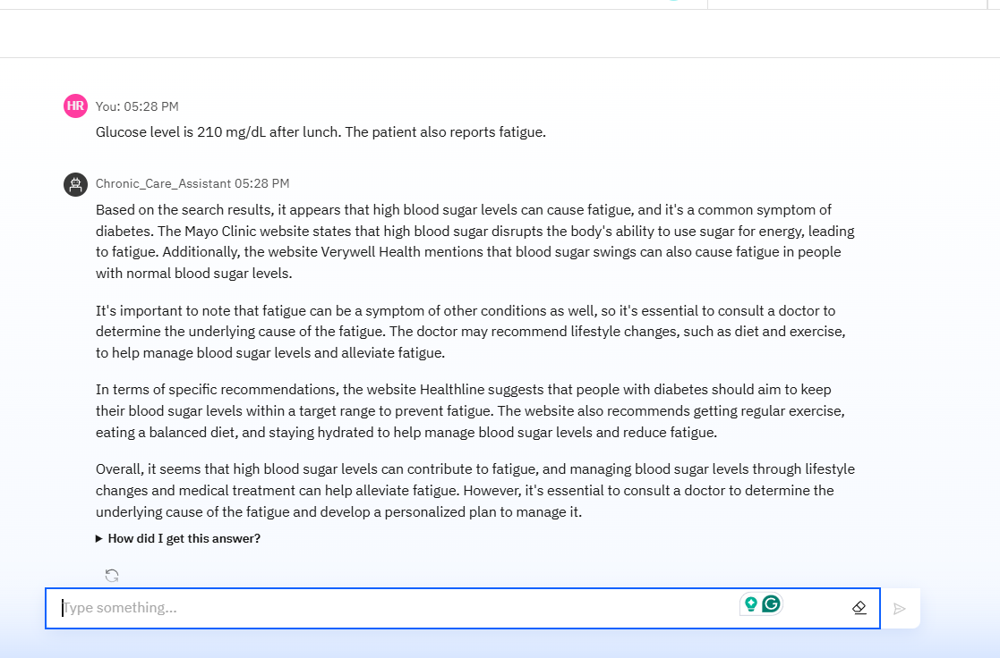 HR You: 05:28 PM
Glucose level is 210 mg/dL after lunch. The patient also reports fatigue.
Chronic_Care_Assistant 05:28 PM
Based on the search results, it appears that high blood sugar levels can cause fatigue, and it's a common symptom of
diabetes. The Mayo Clinic website states that high blood sugar disrupts the body's ability to use sugar for energy, leading
to fatigue. Additionally, the website Verywell Health mentions that blood sugar swings can also cause fatigue in people
with normal blood sugar levels.
It's important to note that fatigue can be a symptom of other conditions as well, so it's essential to consult a doctor to
determine the underlying cause of the fatigue. The doctor may recommend lifestyle changes, such as diet and exercise,
to help manage blood sugar levels and alleviate fatigue.
In terms of specific recommendations, the website Healthline suggests that people with diabetes should aim to keep
their blood sugar levels within a target range to prevent fatigue. The website also recommends getting regular exercise,
eating a balanced diet, and staying hydrated to help manage blood sugar levels and reduce fatigue.
Overall, it seems that high blood sugar levels can contribute to fatigue, and managing blood sugar levels through lifestyle
changes and medical treatment can help alleviate fatigue. However, it's essential to consult a doctor to determine the
underlying cause of the fatigue and develop a personalized plan to manage it.
How did I get this answer?
Type something...